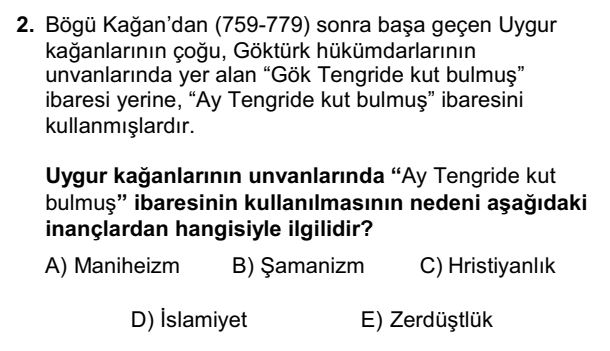 2. Bögü Kağan’dan (759-779) sonra başa geçen Uygur
kağanlarının çoğu, Göktürk hükümdarlarının
unvanlarında yer alan “Gök Tengride kut bulmuş”
ibaresi yerine, “Ay Tengride kut bulmuş” ibaresini
kullanmışlardır.
Uygur kağanlarının unvanlarında “Ay Tengride kut
bulmuş” ibaresinin kullanılmasının nedeni aşağıdaki
inançlardan hangisiyle ilgilidir?
A) Maniheizm B) Şamanizm C) Hristiyanlık
D) İslamiyet E) Zerdüştlük